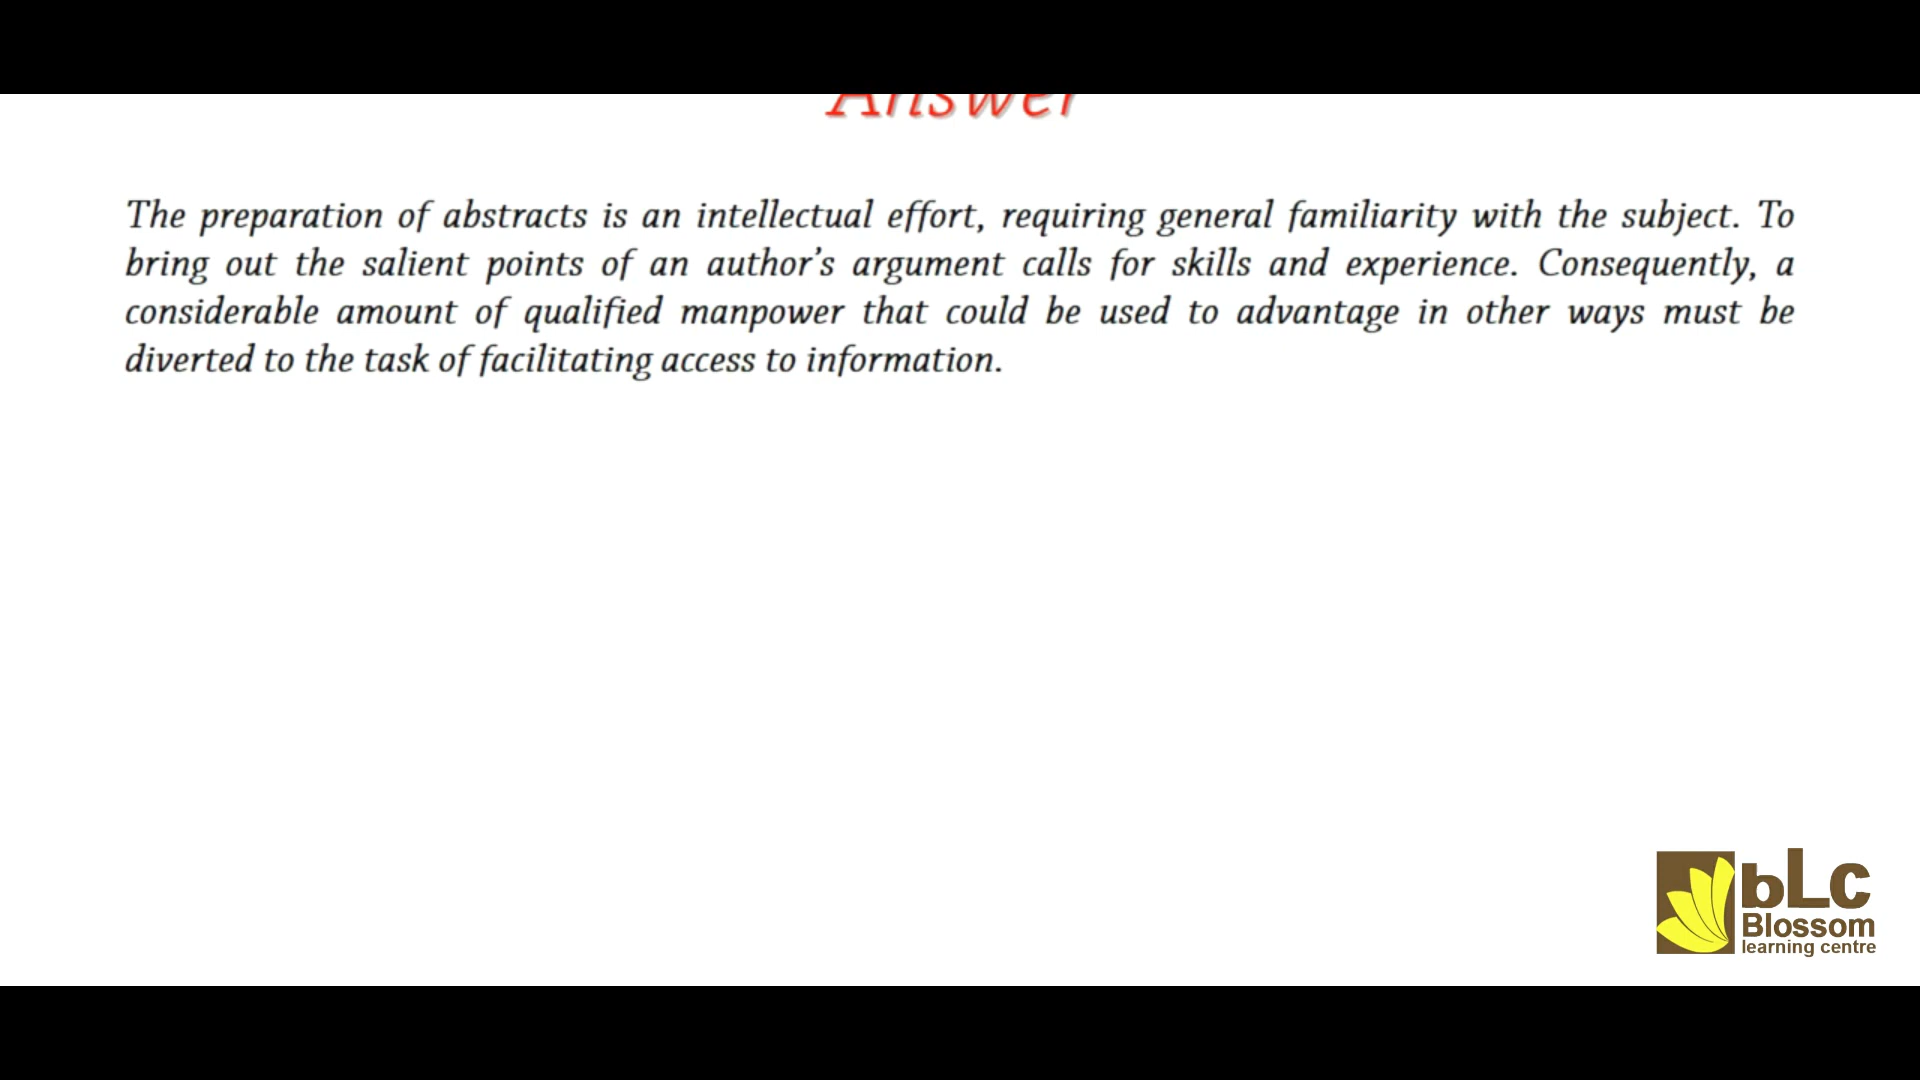 Answer
The preparation of abstracts is an intellectual effort, requiring general familiarity with the subject. To
bring out the salient points of an author’s argument calls for skills and experience. Consequently, a
considerable amount of qualified manpower that could be used to advantage in other ways must be
diverted to the task of facilitating access to information.
bLc
Blossom
learning centre